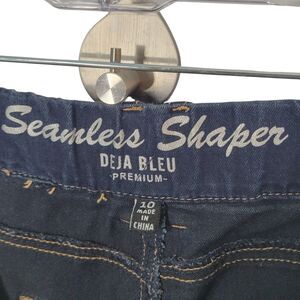 Seamless Shaper
DEJA BLEU
-PREMIUM-
10
MADE
IN
CHINA